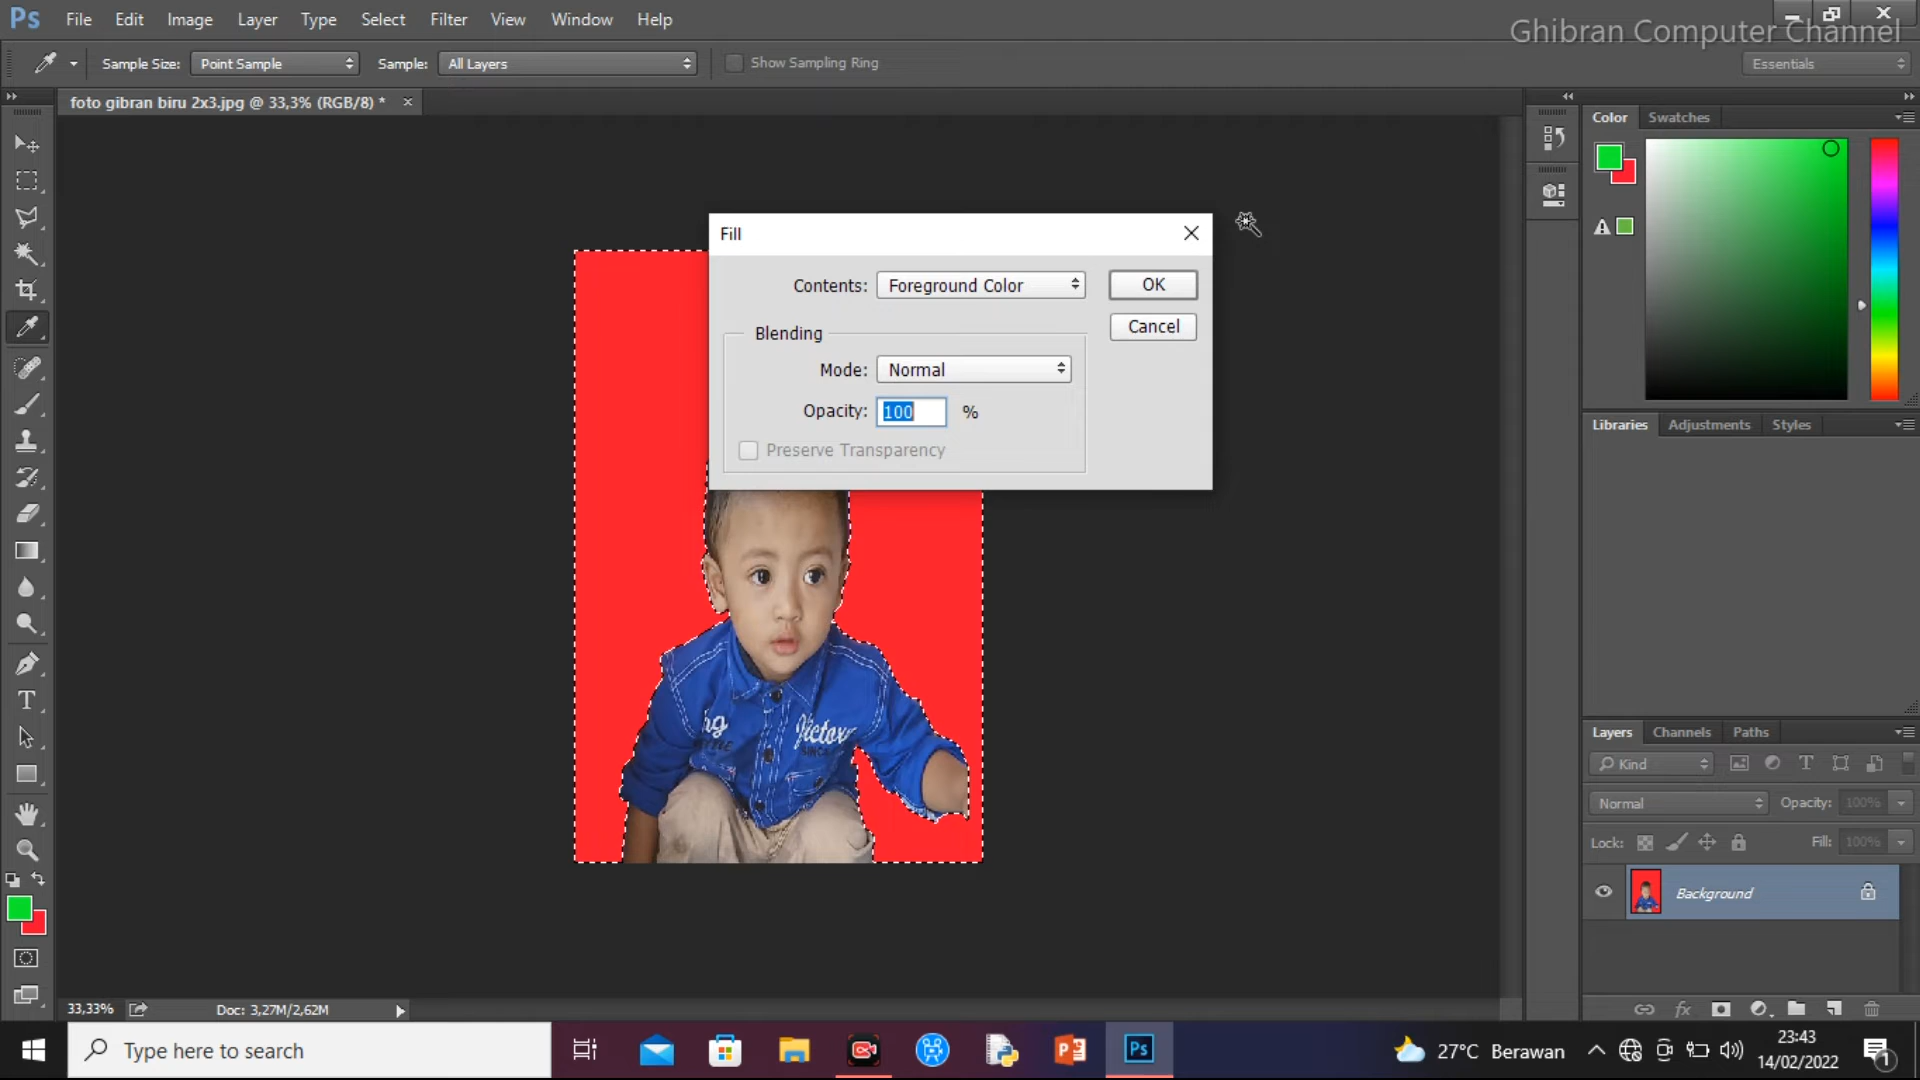 Ps File Edit Image Layer Type Select Filter View Window Help
Ghibran Computer Channel
Sample Size: Point Sample Sample: All Layers Show Sampling Ring Essentials
foto gibran biru 2x3.jpg @ 33,3% (RGB/8) * ×
Color Swatches
Fill
Contents: Foreground Color OK
Cancel
Blending
Mode: Normal
Opacity: 100 %
Preserve Transparency
Libraries Adjustments Styles
Victory
Layers Channels Paths
Kind
Normal Opacity: 100%
Lock: Fill: 100%
Background
33,33% Doc: 3,27M/2,62M
Type here to search
Ps
27°C Berawan
23:43
14/02/2022
1